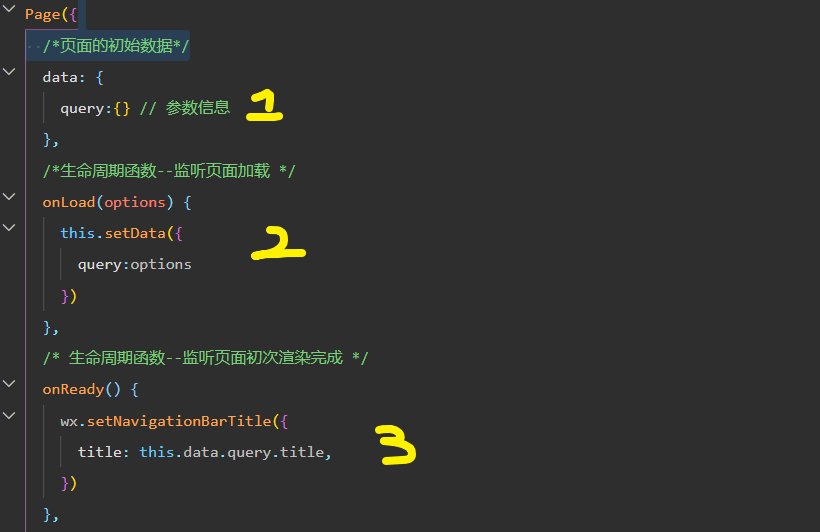 Page({
/*页面的初始数据*/
data: {
query:{} // 参数信息 1
},
/*生命周期函数--监听页面加载 */
onLoad(options) {
this.setData({ 2
query:options
})
},
/* 生命周期函数--监听页面初次渲染完成 */
onReady() {
wx.setNavigationBarTitle({
title: this.data.query.title, 3
})
},